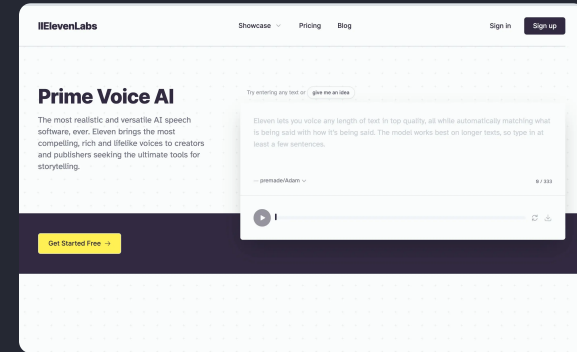 IIElevenLabs
Showcase
Pricing
Blog
Sign in
Sign up
Prime Voice AI
The most realistic and versatile AI speech
software, ever. Eleven brings the most
compelling, rich and lifelike voices to creators
and publishers seeking the ultimate tools for
storytelling.
Get Started Free →
Try entering any text or give me an idea
Eleven lets you voice any length of text in top quality, all while automatically matching what
is being said with how it's being said. The model works best on longer texts, so type in at
least a few sentences.
premade/Adam
0 / 333